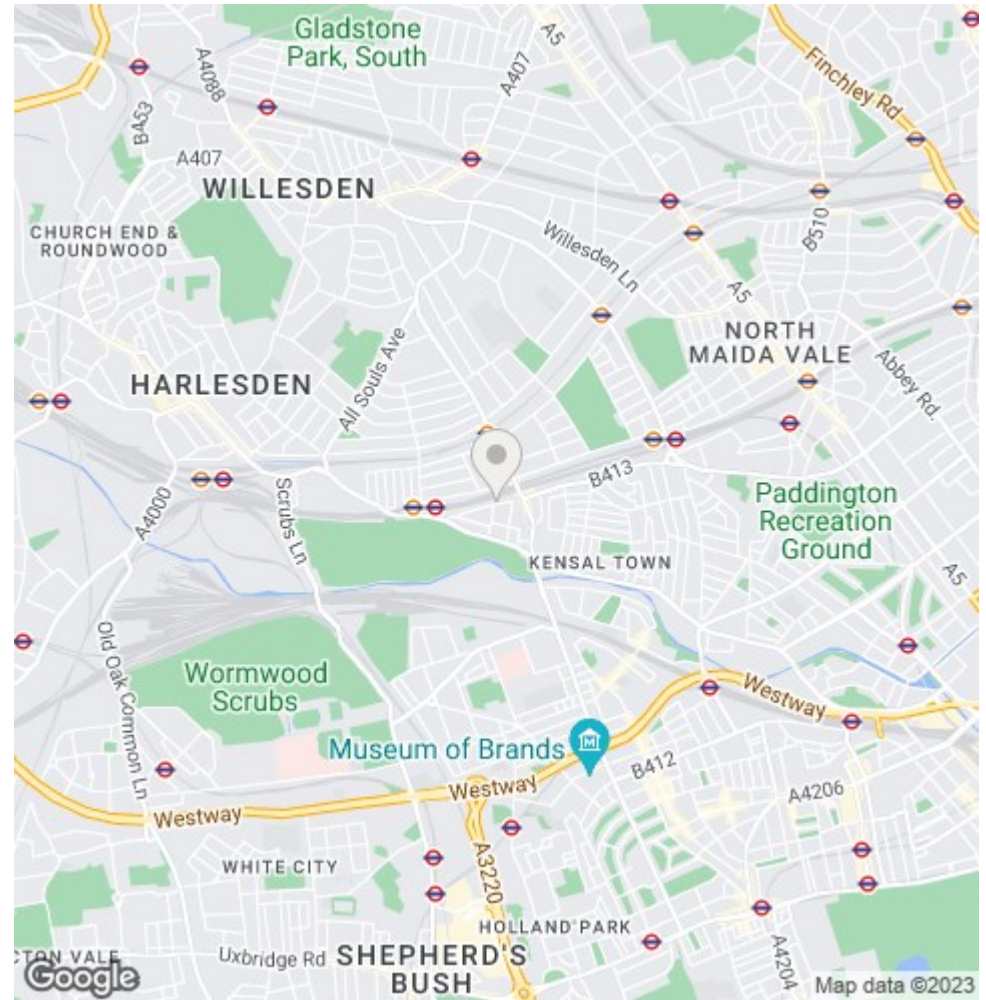 Gladstone
Park, South
A5
A4088
A407
Finchley Rd
B453
A407
WILLESDEN
CHURCH END &
ROUNDWOOD
B510
Willesden Ln
A5
NORTH
MAIDA VALE
All Souls Ave
Abbey Rd.
HARLESDEN
B413
Scrubs Ln
A4000
Paddington
Recreation
Ground
KENSAL TOWN
A5
Old Oak Common Ln
Wormwood
Scrubs
Westway
Museum of Brands
M
B412
Westway
A4206
Westway
WHITE CITY
A3220
HOLLAND PARK
CTON VALE
Uxbridge Rd
SHEPHERD'S
BUSH
A4204
Google
Map data ©2023